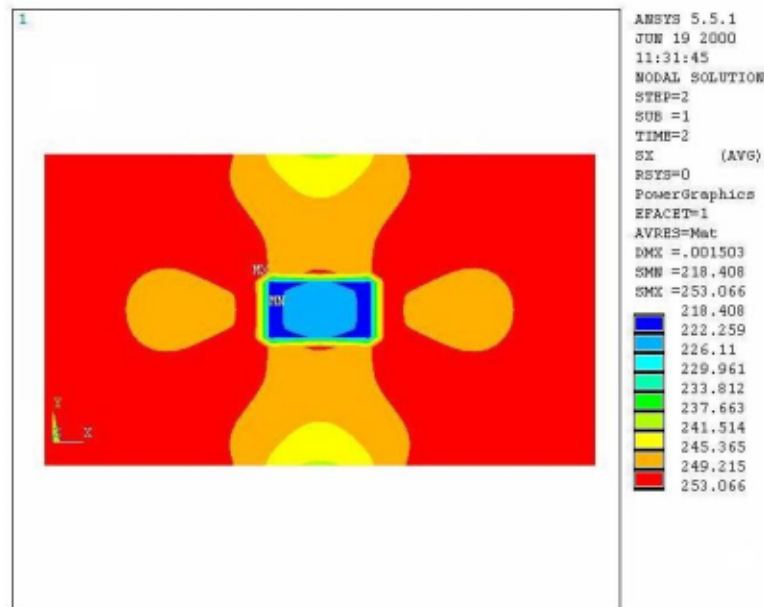 1
ANSYS 5.5.1
JUN 19 2000
11:31:45
NODAL SOLUTION
STEP=2
SUB =1
TIME=2
SX (AVG)
RSYS=0
PowerGraphics
EFACET=1
AVRES=Mat
DMX =.001503
SMN =218.408
SMX =253.066
218.408
222.259
226.11
229.961
233.812
237.663
241.514
245.365
249.215
253.066
MX
MN
Y
Z X